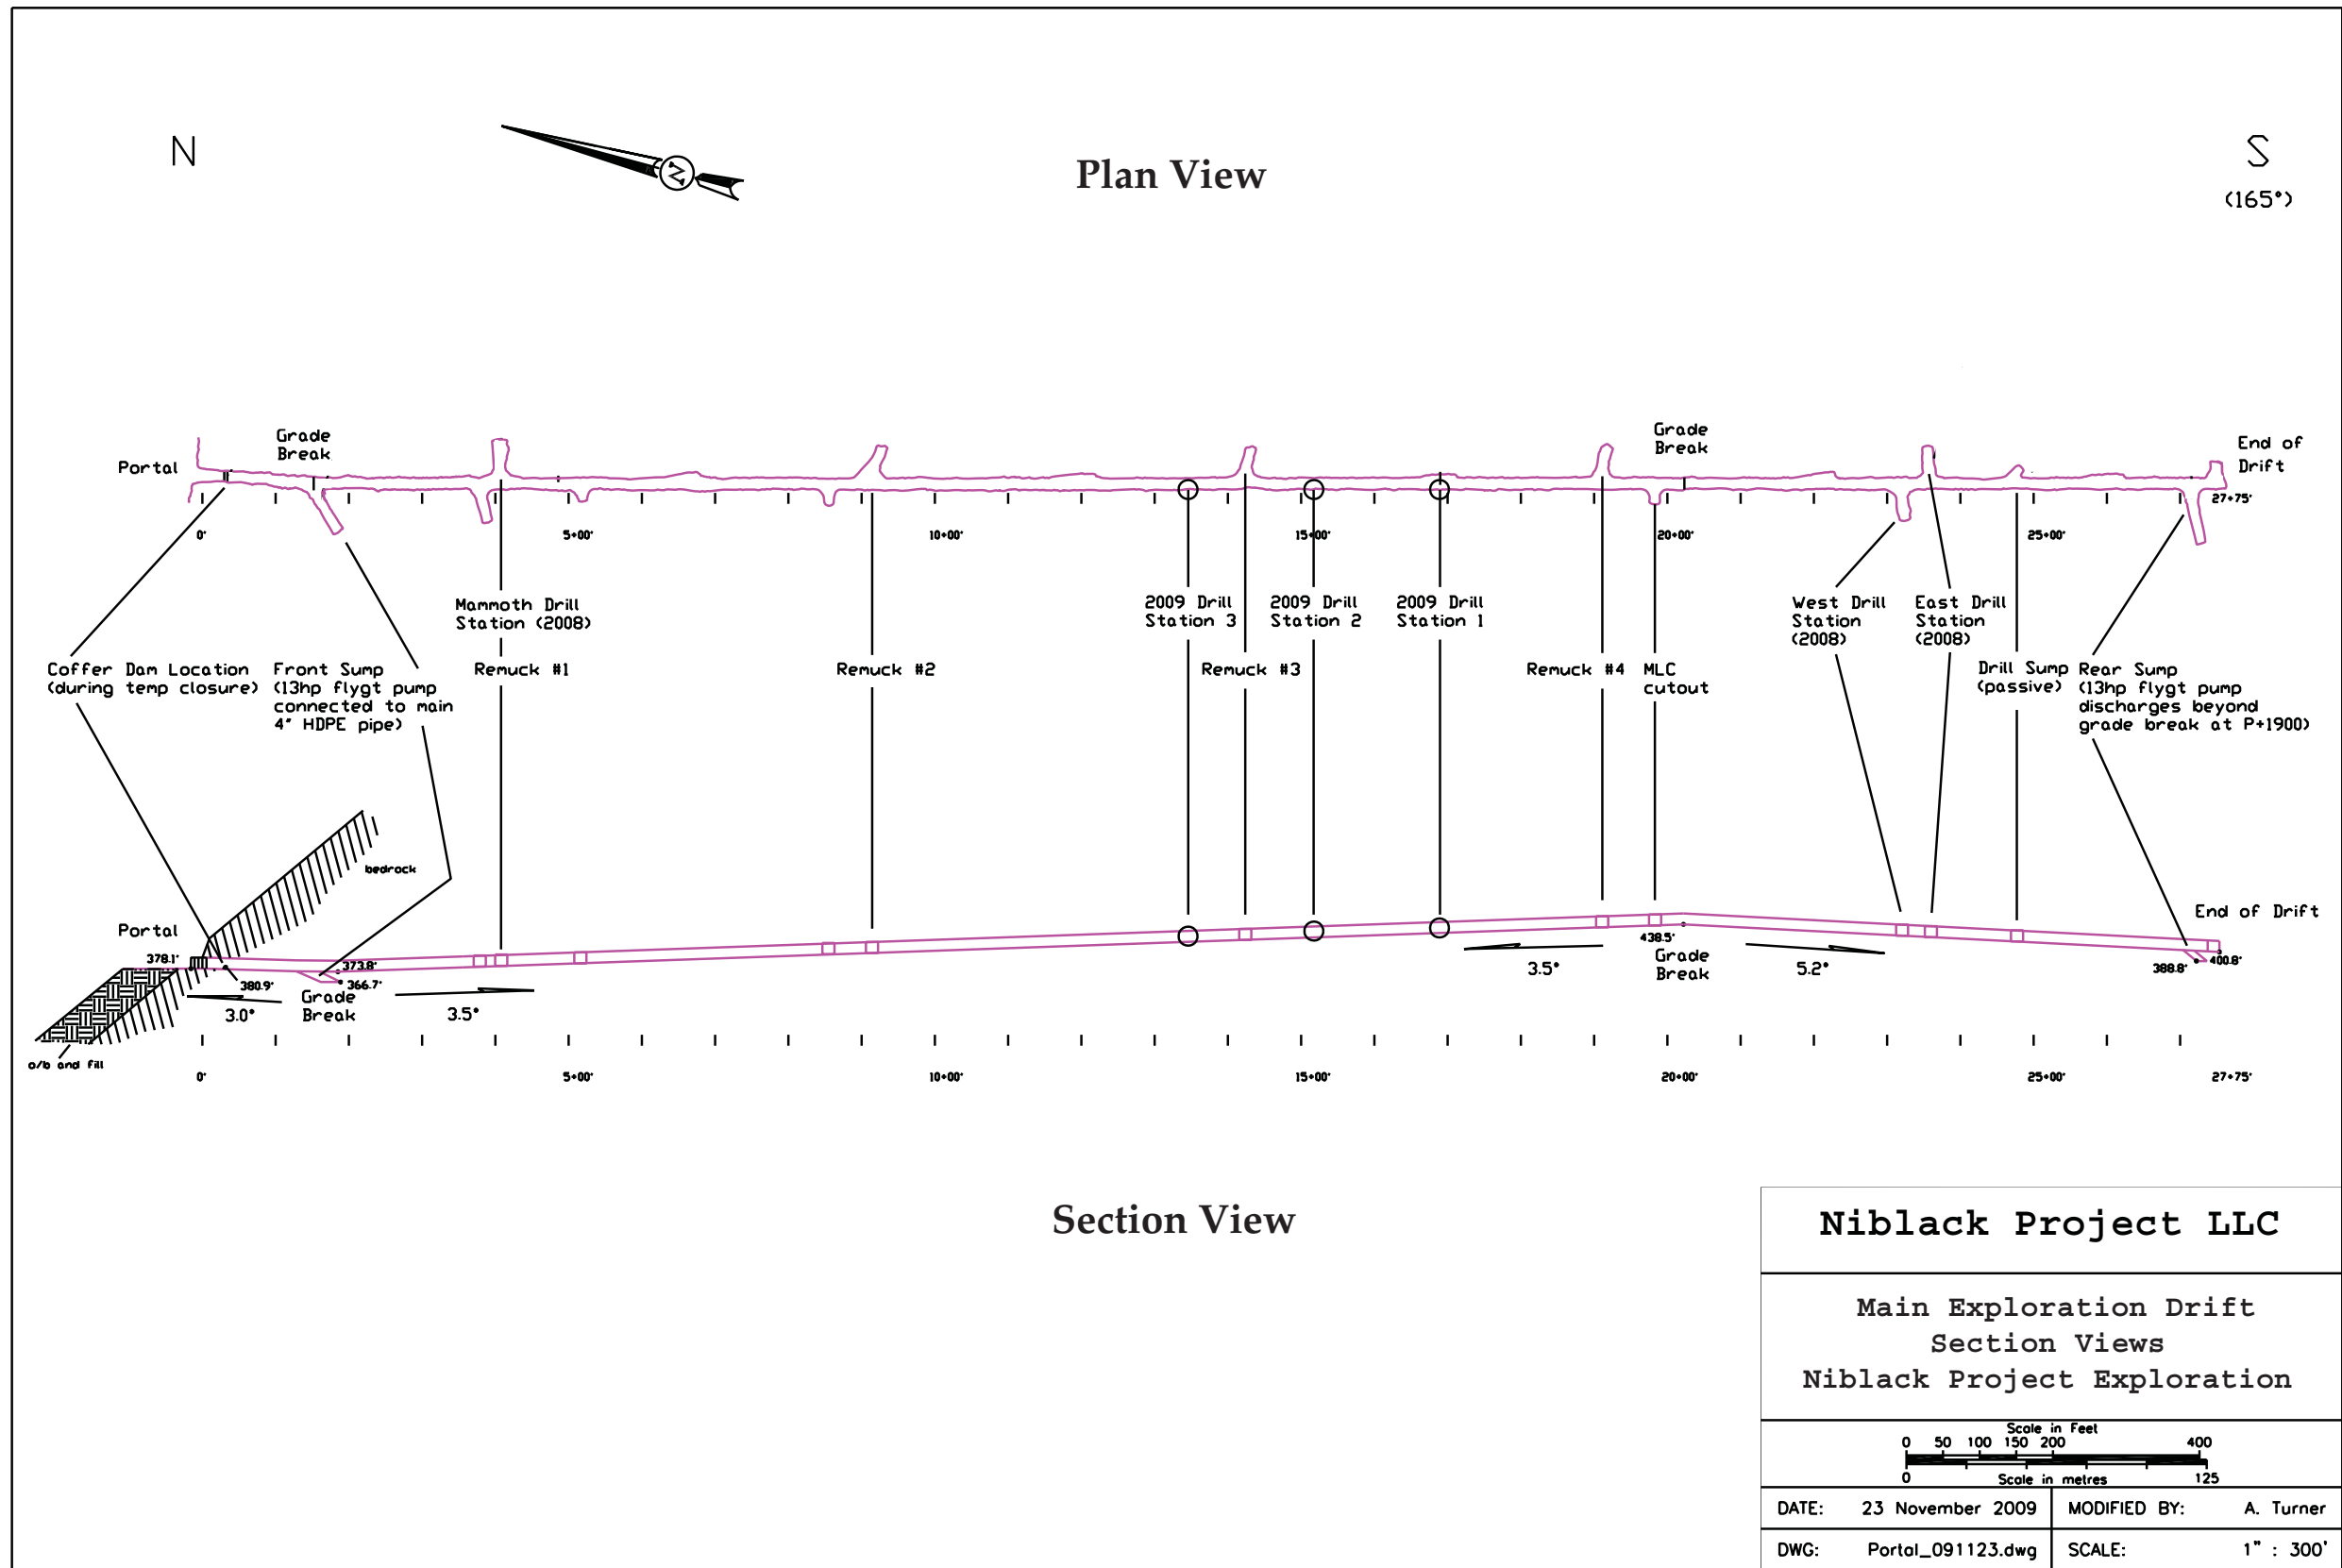 N
Plan View
S
(165°)
Grade
Break
Portal
Grade
Break
End of
Drift
27+75'
0'
5+00'
10+00'
15+00'
20+00'
25+00'
Mammoth Drill
Station (2008)
2009 Drill
Station 3
2009 Drill
Station 2
2009 Drill
Station 1
West Drill
Station
(2008)
East Drill
Station
(2008)
Coffer Dam Location
(during temp closure)
Front Sump
(13hp flygt pump
connected to main
4" HDPE pipe)
Remuck #1
Remuck #2
Remuck #3
Remuck #4
MLC
cutout
Drill Sump
(passive)
Rear Sump
(13hp flygt pump
discharges beyond
grade break at P+1900)
bedrock
Portal
End of Drift
378.1'
373.8'
380.9'
366.7'
438.5'
388.8'
400.8'
Grade
Break
3.0°
3.5°
3.5°
Grade
Break
5.2°
o/b and fill
0'
5+00'
10+00'
15+00'
20+00'
25+00'
27+75'
Section View
Niblack Project LLC
Main Exploration Drift
Section Views
Niblack Project Exploration
Scale in Feet
0 50 100 150 200 400
0 Scale in metres 125
DATE: 23 November 2009 MODIFIED BY: A. Turner
DWG: Portal_091123.dwg SCALE: 1" : 300'